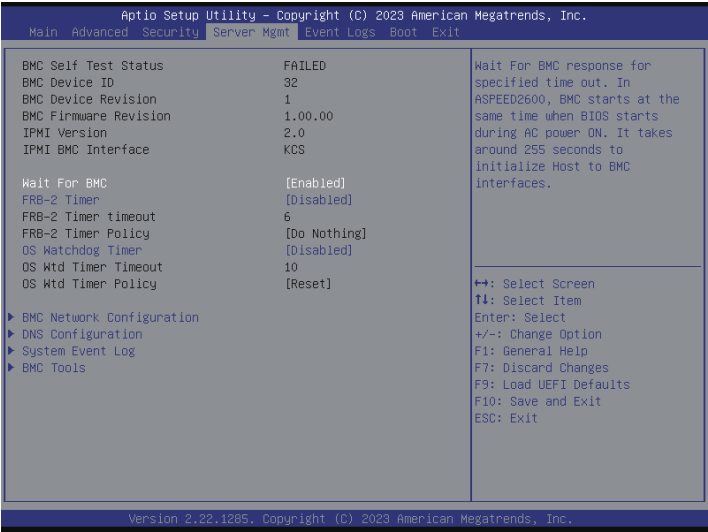 Aptio Setup Utility – Copyright (C) 2023 American Megatrends, Inc.
Main Advanced Security Server Mgmt Event Logs Boot Exit
BMC Self Test Status FAILED
BMC Device ID 32
BMC Device Revision 1
BMC Firmware Revision 1.00.00
IPMI Version 2.0
IPMI BMC Interface KCS
Wait For BMC [Enabled]
FRB-2 Timer [Disabled]
FRB-2 Timer timeout 6
FRB-2 Timer Policy [Do Nothing]
OS Watchdog Timer [Disabled]
OS Wtd Timer Timeout 10
OS Wtd Timer Policy [Reset]
BMC Network Configuration
DNS Configuration
System Event Log
BMC Tools
Wait For BMC response for
specified time out. In
ASPEED2600, BMC starts at the
same time when BIOS starts
during AC power ON. It takes
around 255 seconds to
initialize Host to BMC
interfaces.
↔: Select Screen
↑↓: Select Item
Enter: Select
+/-: Change Option
F1: General Help
F7: Discard Changes
F9: Load UEFI Defaults
F10: Save and Exit
ESC: Exit
Version 2.22.1285. Copyright (C) 2023 American Megatrends, Inc.